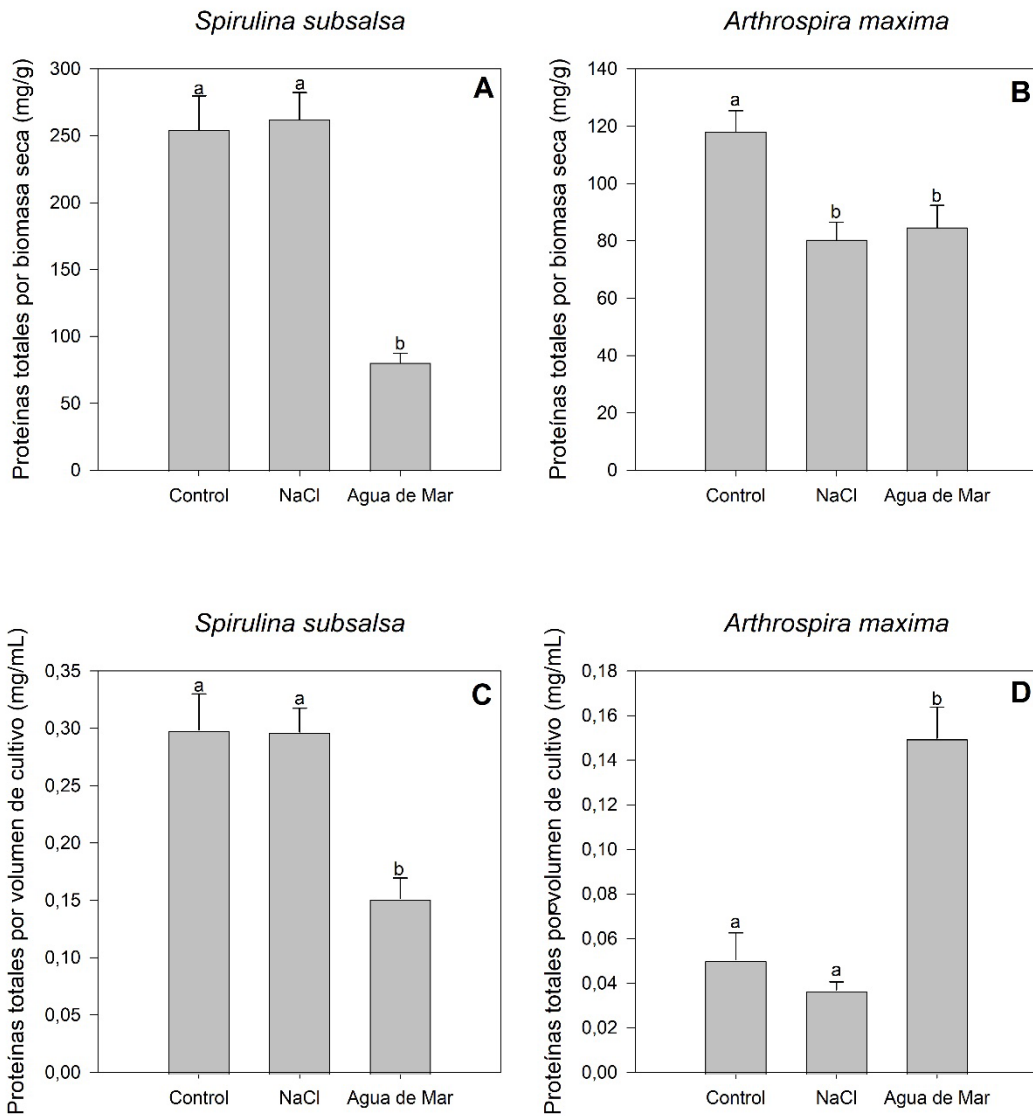 Spirulina subsalsa
Proteínas totales por biomasa seca (mg/g)
300
250
200
150
100
50
0
a
a
b
A
Control
NaCl
Agua de Mar
Arthrospira maxima
Proteínas totales por biomasa seca (mg/g)
140
120
100
80
60
40
20
0
a
b
b
B
Control
NaCl
Agua de Mar
Spirulina subsalsa
Proteínas totales por volumen de cultivo (mg/mL)
0,35
0,30
0,25
0,20
0,15
0,10
0,05
0,00
a
a
b
C
Control
NaCl
Agua de Mar
Arthrospira maxima
Proteínas totales por volumen de cultivo (mg/mL)
0,18
0,16
0,14
0,12
0,10
0,08
0,06
0,04
0,02
0,00
a
a
b
D
Control
NaCl
Agua de Mar